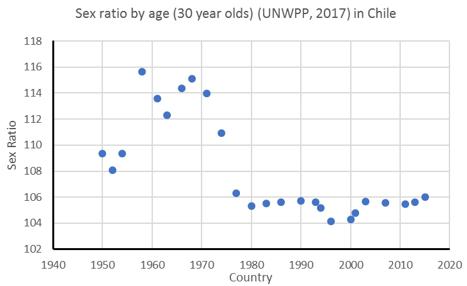 Sex ratio by age (30 year olds) (UNWPP, 2017) in Chile
118
116
114
112
110
108
106
104
102
Sex Ratio
1940 1950 1960 1970 1980 1990 2000 2010 2020
Country